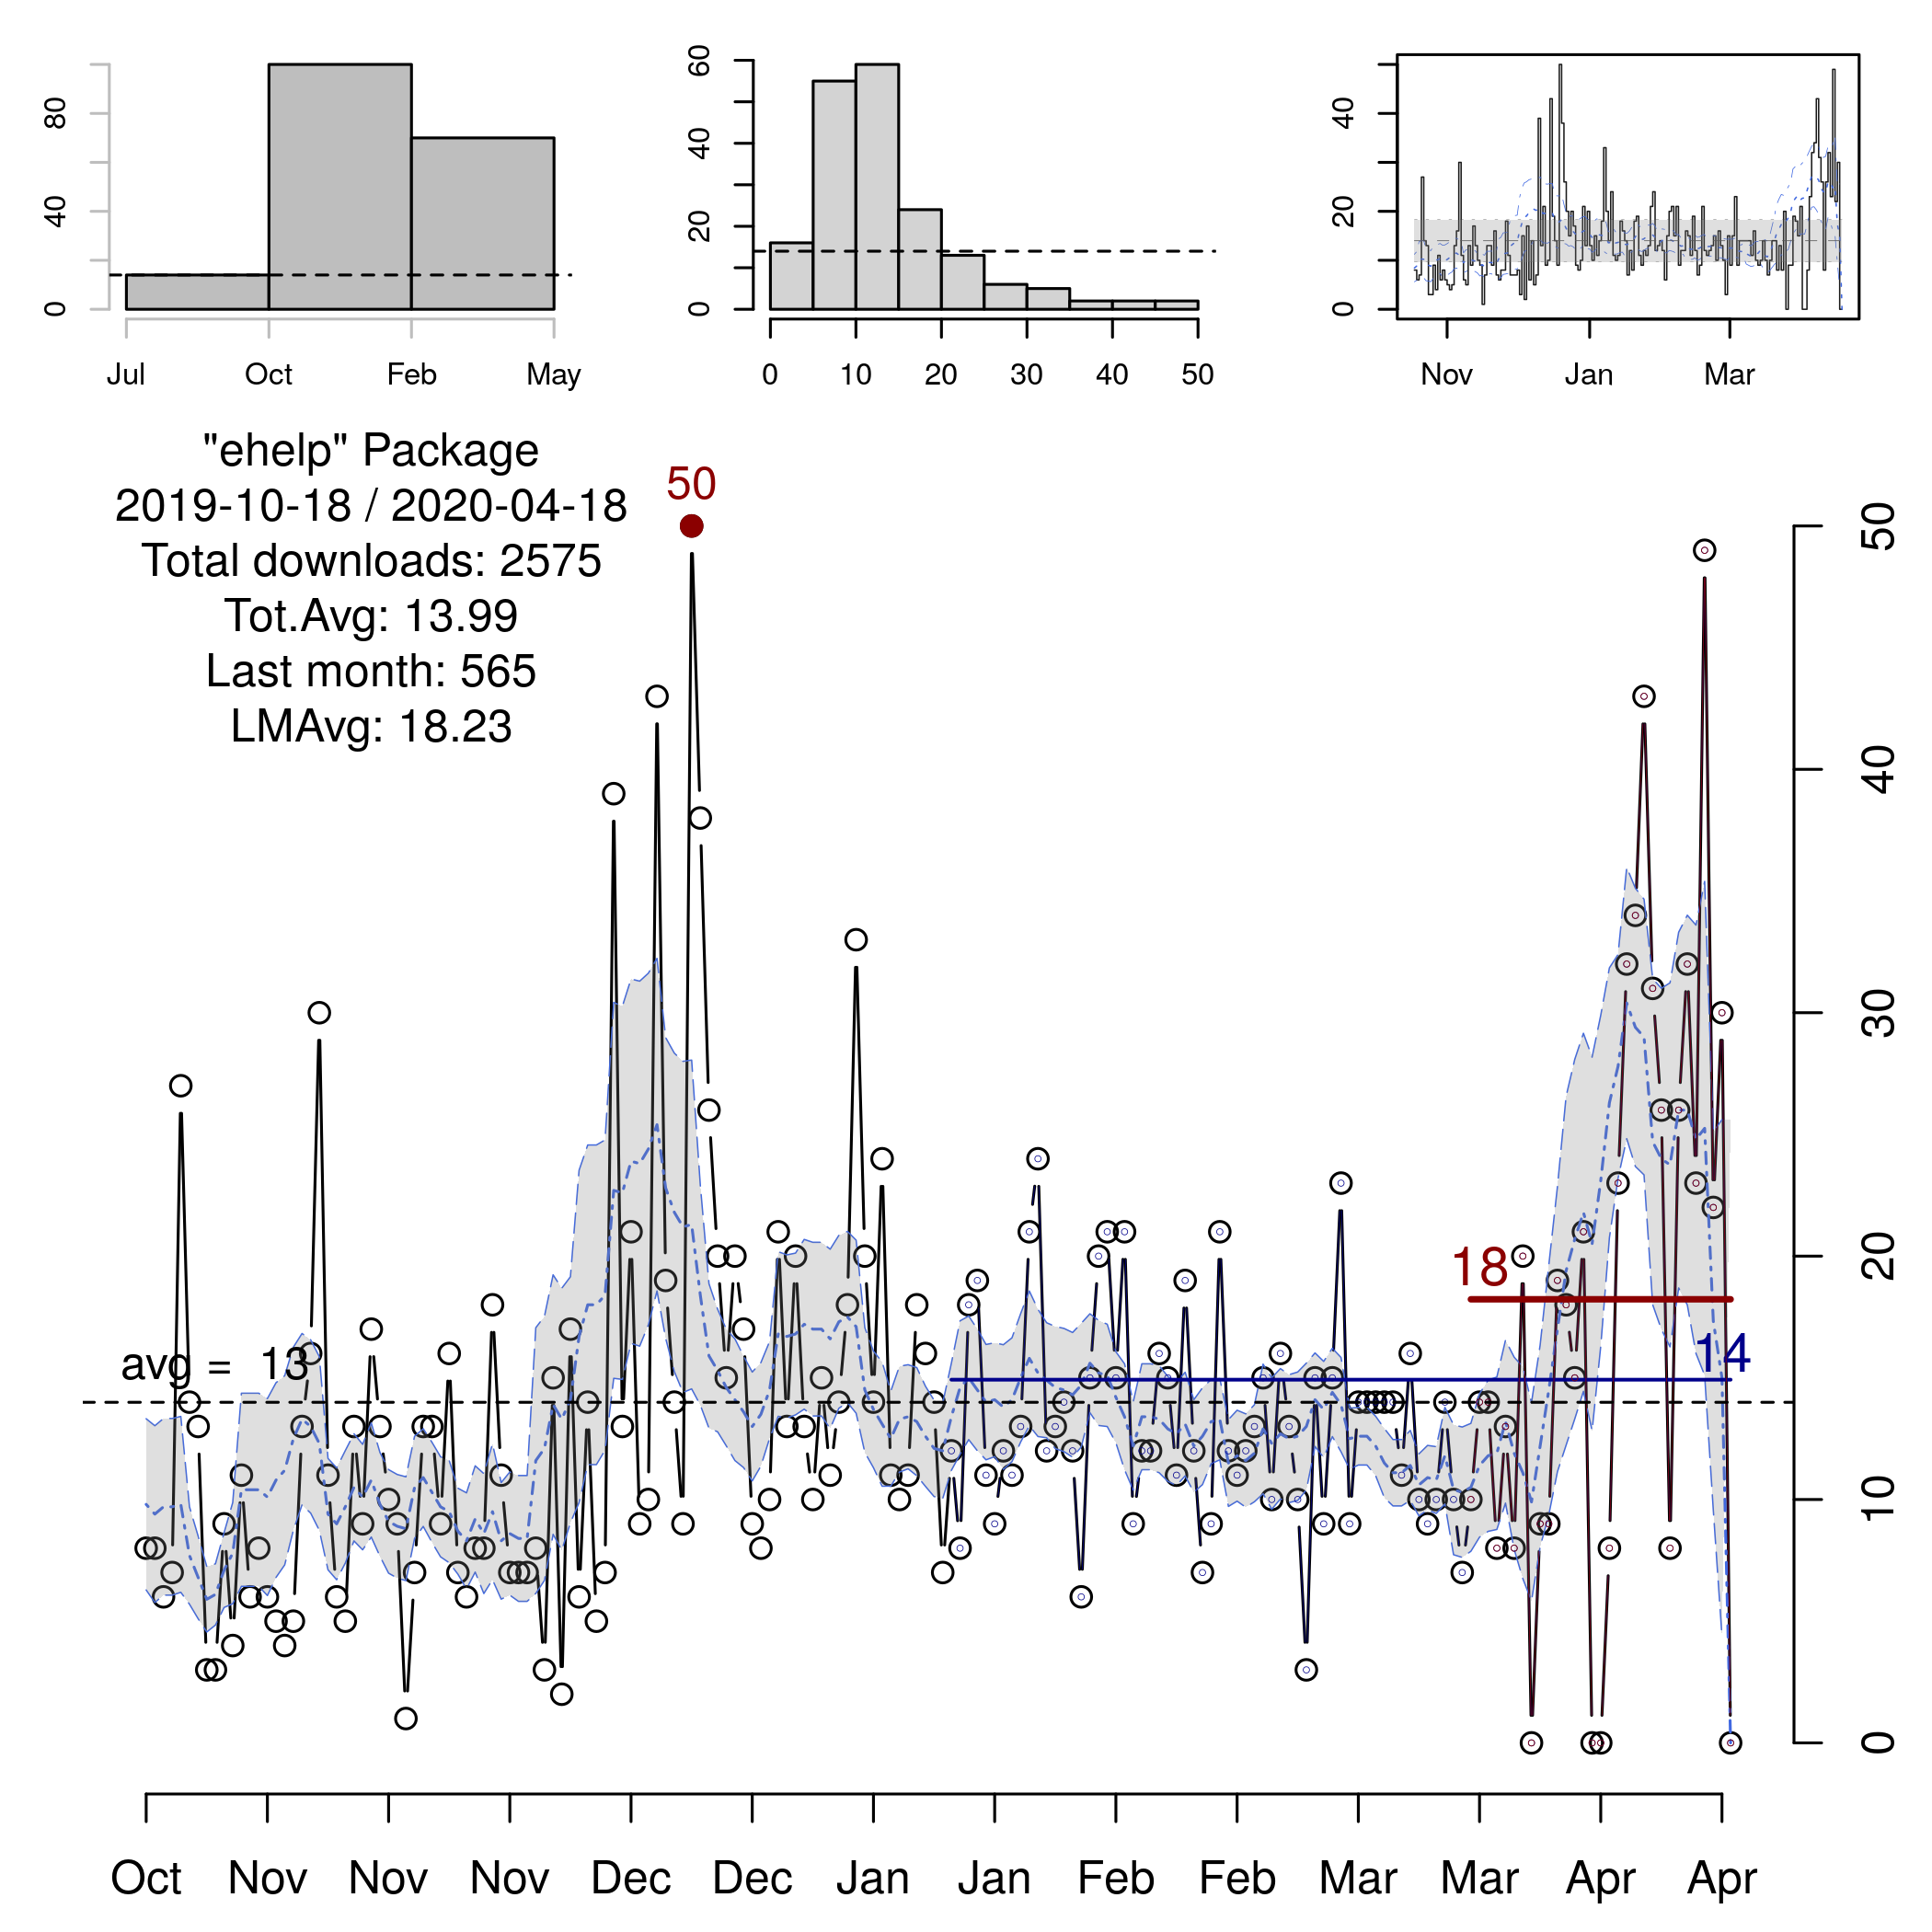 0 40 80
Jul Oct Feb May
0 20 40 60
0 10 20 30 40 50
0 20 40
Nov Jan Mar
"ehelp" Package
2019-10-18 / 2020-04-18
Total downloads: 2575
Tot.Avg: 13.99
Last month: 565
LMAvg: 18.23
50
avg = 13
18
14
0 10 20 30 40 50
Oct Nov Nov Nov Dec Dec Jan Jan Feb Feb Mar Mar Apr Apr